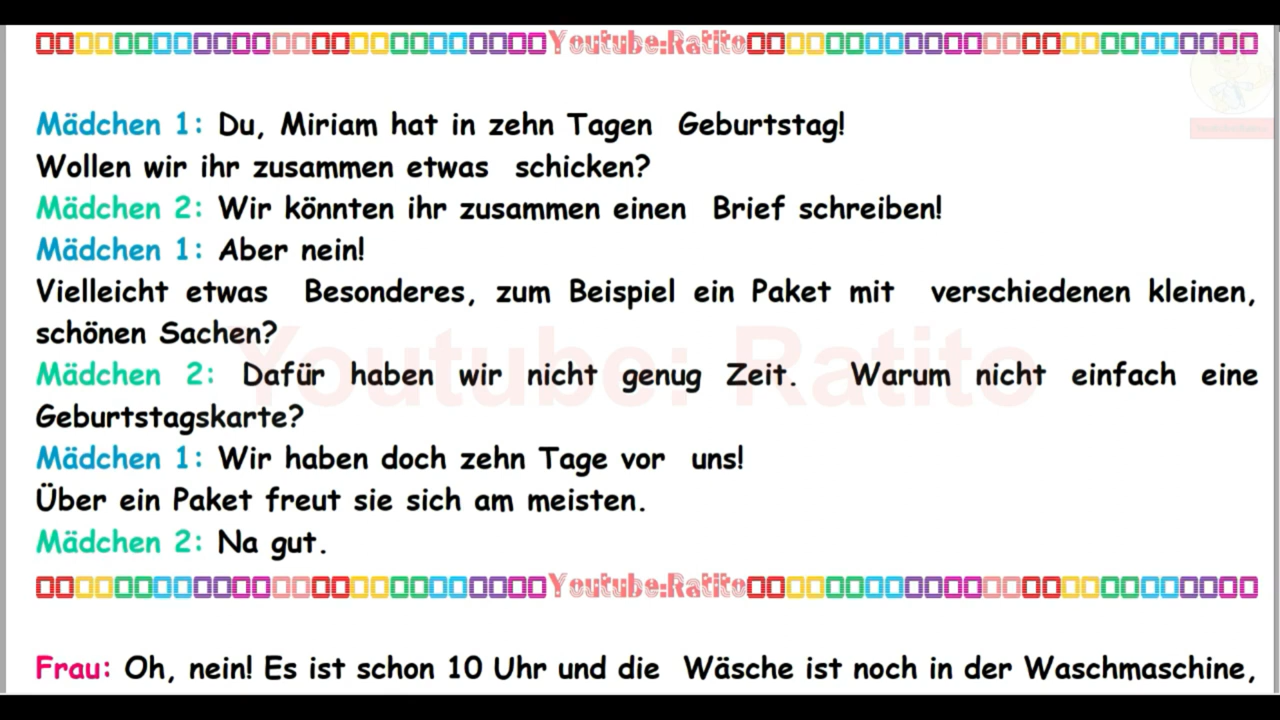 Youtube:Ratito
Mädchen 1: Du, Miriam hat in zehn Tagen Geburtstag!
Wollen wir ihr zusammen etwas schicken?
Mädchen 2: Wir könnten ihr zusammen einen Brief schreiben!
Mädchen 1: Aber nein!
Vielleicht etwas Besonderes, zum Beispiel ein Paket mit verschiedenen kleinen,
schönen Sachen?
Youtube: Ratito
Mädchen 2: Dafür haben wir nicht genug Zeit. Warum nicht einfach eine
Geburtstagskarte?
Mädchen 1: Wir haben doch zehn Tage vor uns!
Über ein Paket freut sie sich am meisten.
Mädchen 2: Na gut.
Youtube:Ratito
Frau: Oh, nein! Es ist schon 10 Uhr und die Wäsche ist noch in der Waschmaschine,